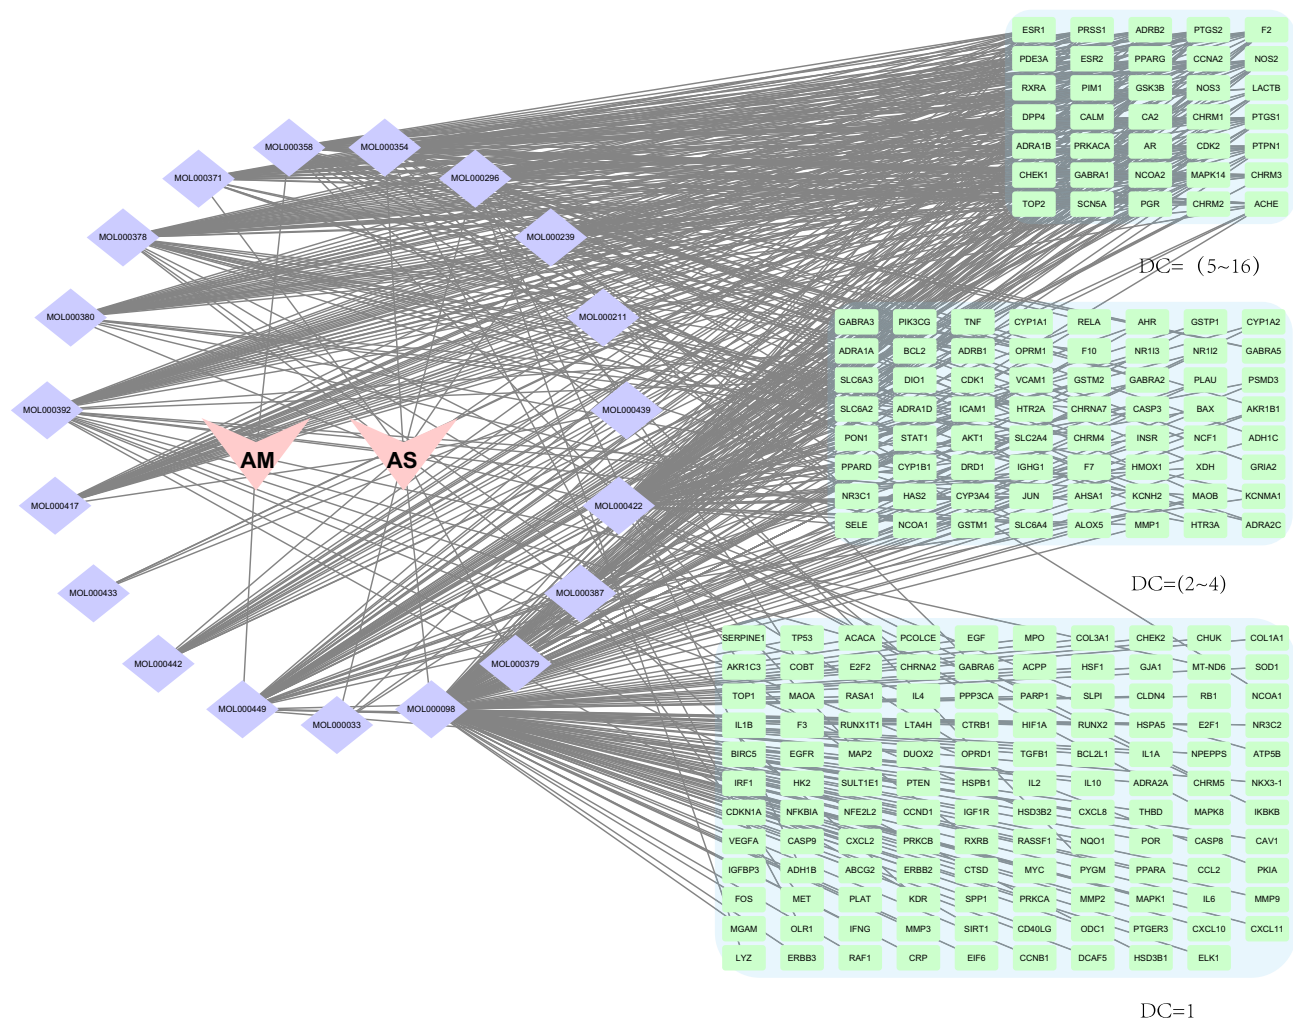 ESR1 PRSS1 ADRB2 PTGS2 F2
PDE3A ESR2 PPARG CCNA2 NOS2
RXRA PIM1 GSK3B NOS3 LACTB
DPP4 CALM CA2 CHRM1 PTGS1
ADRA1B PRKACA AR CDK2 PTPN1
CHEK1 GABRA1 NCOA2 MAPK14 CHRM3
TOP2 SCN5A PGR CHRM2 ACHE
DC=（5~16）
MOL000358
MOL000354
MOL000371
MOL000296
MOL000378
MOL000239
MOL000380
MOL000211
MOL000392
MOL000439
AM
AS
MOL000417
MOL000422
MOL000433
MOL000387
MOL000442
MOL000379
MOL000449
MOL000033
MOL000098
GABRA3 PIK3CG TNF CYP1A1 RELA AHR GSTP1 CYP1A2
ADRA1A BCL2 ADRB1 OPRM1 F10 NR1I3 NR1I2 GABRA5
SLC6A3 DIO1 CDK1 VCAM1 GSTM2 GABRA2 PLAU PSMD3
SLC6A2 ADRA1D ICAM1 HTR2A CHRNA7 CASP3 BAX AKR1B1
PON1 STAT1 AKT1 SLC2A4 CHRM4 INSR NCF1 ADH1C
PPARD CYP1B1 DRD1 IGHG1 F7 HMOX1 XDH GRIA2
NR3C1 HAS2 CYP3A4 JUN AHSA1 KCNH2 MAOB KCNMA1
SELE NCOA1 GSTM1 SLC6A4 ALOX5 MMP1 HTR3A ADRA2C
DC=(2~4)
SERPINE1 TP53 ACACA PCOLCE EGF MPO COL3A1 CHEK2 CHUK COL1A1
AKR1C3 COBT E2F2 CHRNA2 GABRA6 ACPP HSF1 GJA1 MT-ND6 SOD1
TOP1 MAOA RASA1 IL4 PPP3CA PARP1 SLPI CLDN4 RB1 NCOA1
IL1B F3 RUNX1T1 LTA4H CTRB1 HIF1A RUNX2 HSPA5 E2F1 NR3C2
BIRC5 EGFR MAP2 DUOX2 OPRD1 TGFB1 BCL2L1 IL1A NPEPPS ATP5B
IRF1 HK2 SULT1E1 PTEN HSPB1 IL2 IL10 ADRA2A CHRM5 NKX3-1
CDKN1A NFKBIA NFE2L2 CCND1 IGF1R HSD3B2 CXCL8 THBD MAPK8 IKBKB
VEGFA CASP9 CXCL2 PRKCB RXRB RASSF1 NQO1 POR CASP8 CAV1
IGFBP3 ADH1B ABCG2 ERBB2 CTSD MYC PYGM PPARA CCL2 PKIA
FOS MET PLAT KDR SPP1 PRKCA MMP2 MAPK1 IL6 MMP9
MGAM OLR1 IFNG MMP3 SIRT1 CD40LG ODC1 PTGER3 CXCL10 CXCL11
LYZ ERBB3 RAF1 CRP EIF6 CCNB1 DCAF5 HSD3B1 ELK1
DC=1